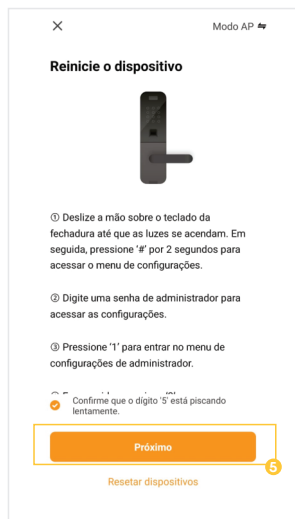 Modo AP
Reinicie o dispositivo
① Deslize a mão sobre o teclado da
fechadura até que as luzes se acendam. Em
seguida, pressione '#' por 2 segundos para
acessar o menu de configurações.
② Digite uma senha de administrador para
acessar as configurações.
③ Pressione '1' para entrar no menu de
configurações de administrador.
Confirme que o dígito '5' está piscando
lentamente.
Próximo
5
Resetar dispositivos